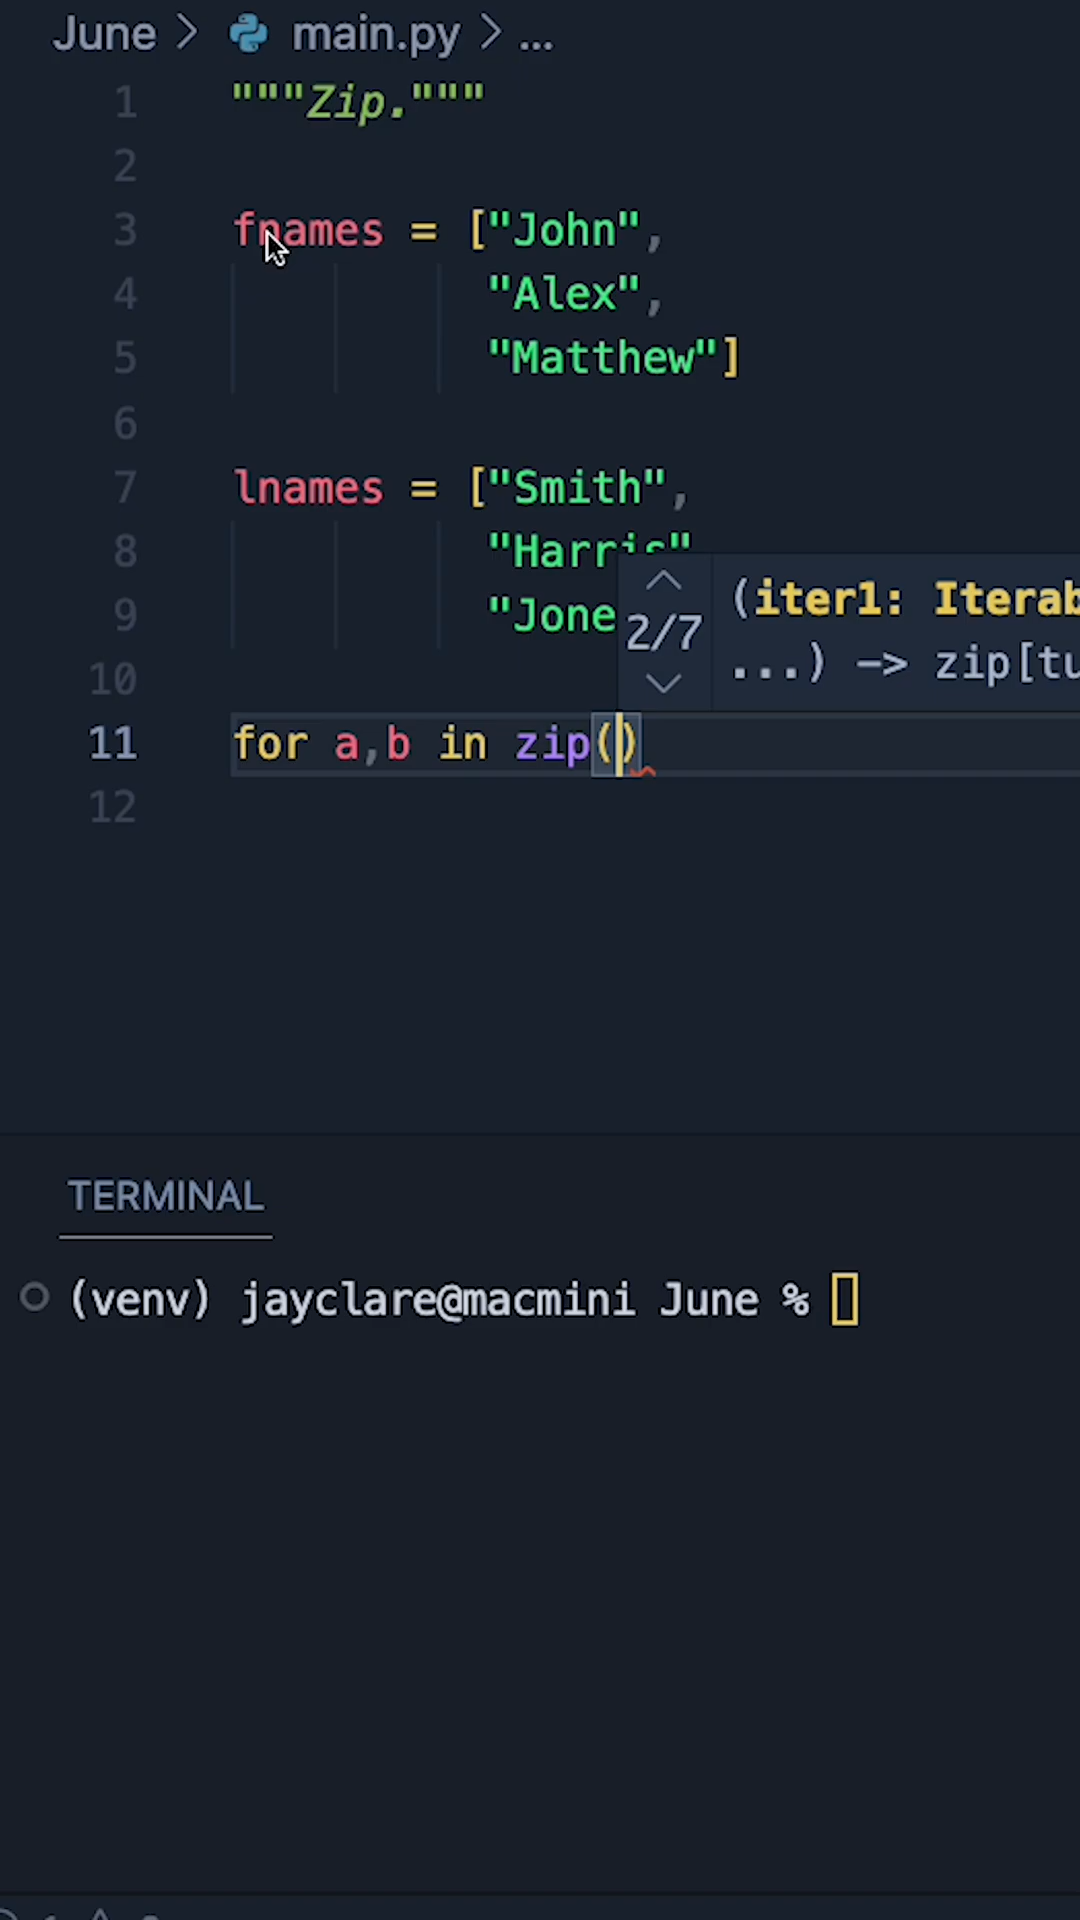 June > main.py > ...
1 """Zip."""
2
3 fnames = ["John",
4 "Alex",
5 "Matthew"]
6
7 lnames = ["Smith",
8 "Harris"
9 "Jone
2/7
(iter1: Iterab
...) -> zip[tu
10
11 for a,b in zip()
12
TERMINAL
(venv) jayclare@macmini June %